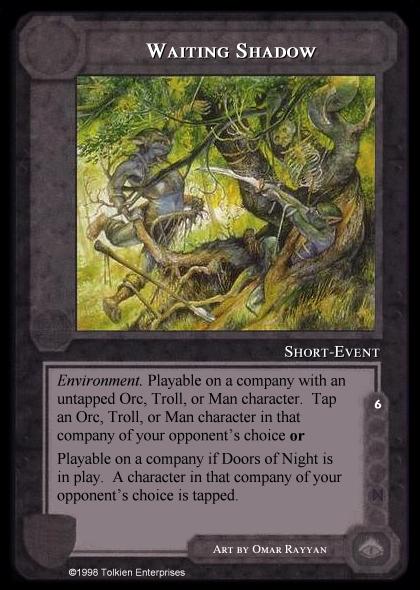 Waiting Shadow
Short-Event
Environment. Playable on a company with an
untapped Orc, Troll, or Man character. Tap
an Orc, Troll, or Man character in that
company of your opponent's choice or
Playable on a company if Doors of Night is
in play. A character in that company of your
opponent's choice is tapped.
6
Art by Omar Rayyan
©1998 Tolkien Enterprises